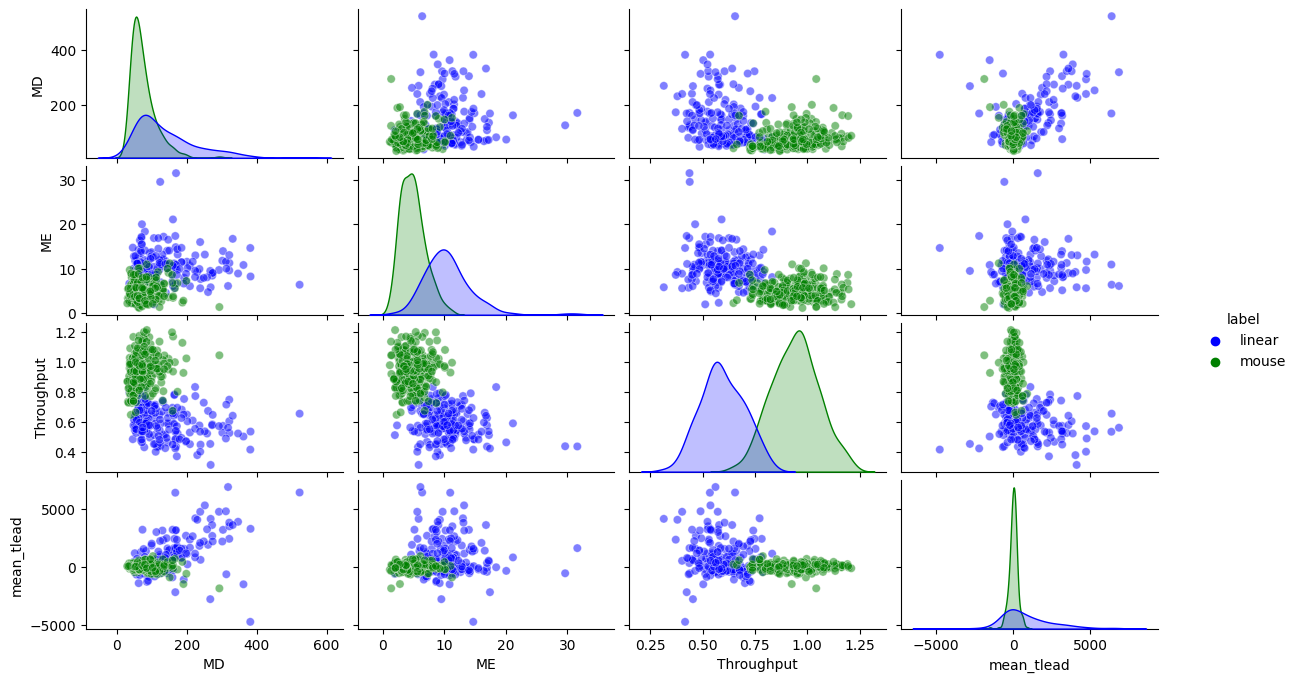 MD
400
200
ME
30
20
10
0
Throughput
1.2
1.0
0.8
0.6
0.4
label
linear
mouse
mean_tlead
5000
0
−5000
0 200 400 600
0 10 20 30
0.25 0.50 0.75 1.00 1.25
−5000 0 5000
MD
ME
Throughput
mean_tlead